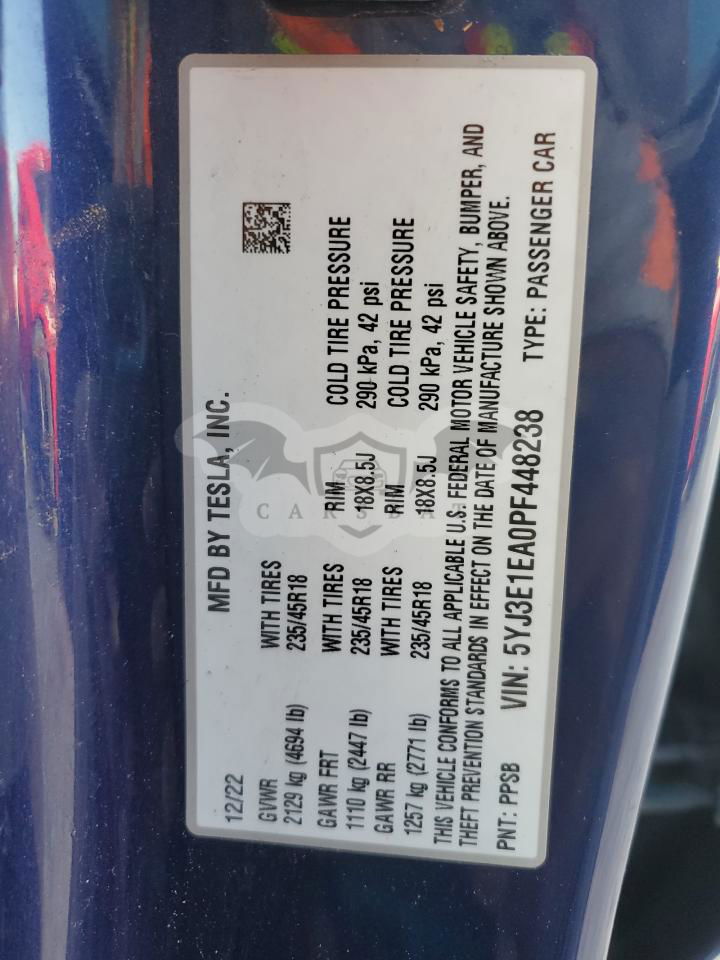 MFD BY TESLA, INC.
12/22
GVWR WITH TIRES
2129 kg (4694 lb) 235/45R18
GAWR FRT WITH TIRES RIM COLD TIRE PRESSURE
1110 kg (2447 lb) 235/45R18 18X8.5J 290 kPa, 42 psi
GAWR RR WITH TIRES RIM COLD TIRE PRESSURE
1257 kg (2771 lb) 235/45R18 18X8.5J 290 kPa, 42 psi
THIS VEHICLE CONFORMS TO ALL APPLICABLE U.S. FEDERAL MOTOR VEHICLE SAFETY, BUMPER, AND
THEFT PREVENTION STANDARDS IN EFFECT ON THE DATE OF MANUFACTURE SHOWN ABOVE.
PNT: PPSB VIN: 5YJ3E1EA0PF448238 TYPE: PASSENGER CAR